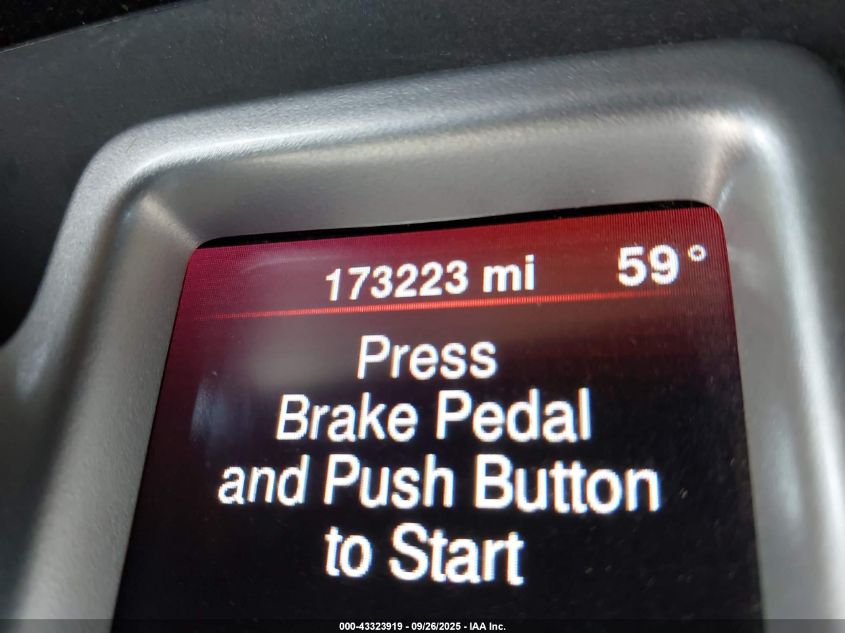 173223 mi 59°
Press
Brake Pedal
and Push Button
to Start
000-43323919 - 09/26/2025 - IAA Inc.